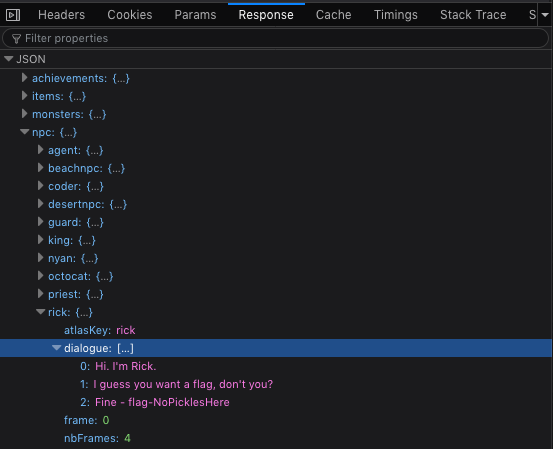 Headers Cookies Params Response Cache Timings Stack Trace S
Filter properties
JSON
achievements: {…}
items: {…}
monsters: {…}
npc: {…}
agent: {…}
beachnpc: {…}
coder: {…}
desertnpc: {…}
guard: {…}
king: {…}
nyan: {…}
octocat: {…}
priest: {…}
rick: {…}
atlasKey: rick
dialogue: […]
0: Hi. I'm Rick.
1: I guess you want a flag, don't you?
2: Fine - flag-NoPicklesHere
frame: 0
nbFrames: 4